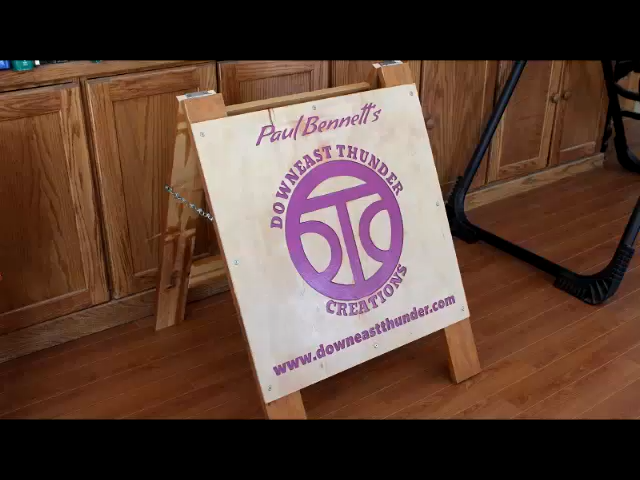 Paul Bennett's
DOWNEAST THUNDER
DTC
CREATIONS
www.downeastthunder.com